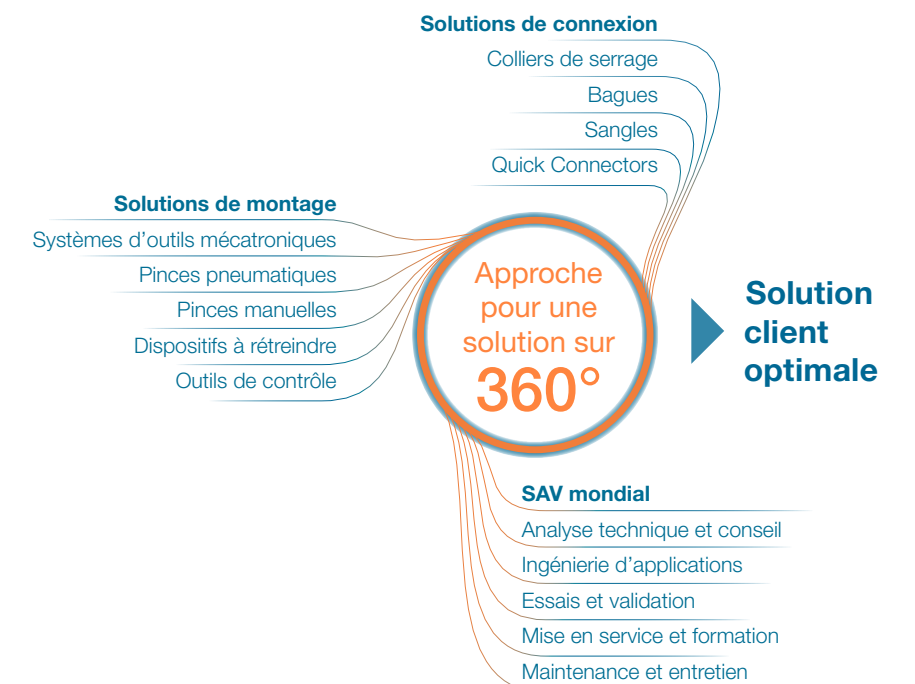 Solutions de connexion
Colliers de serrage
Bagues
Sangles
Quick Connectors
Solutions de montage
Systèmes d’outils mécatroniques
Pinces pneumatiques
Pinces manuelles
Dispositifs à rétreindre
Outils de contrôle
Approche
pour une
solution sur
360°
Solution
client
optimale
SAV mondial
Analyse technique et conseil
Ingénierie d’applications
Essais et validation
Mise en service et formation
Maintenance et entretien